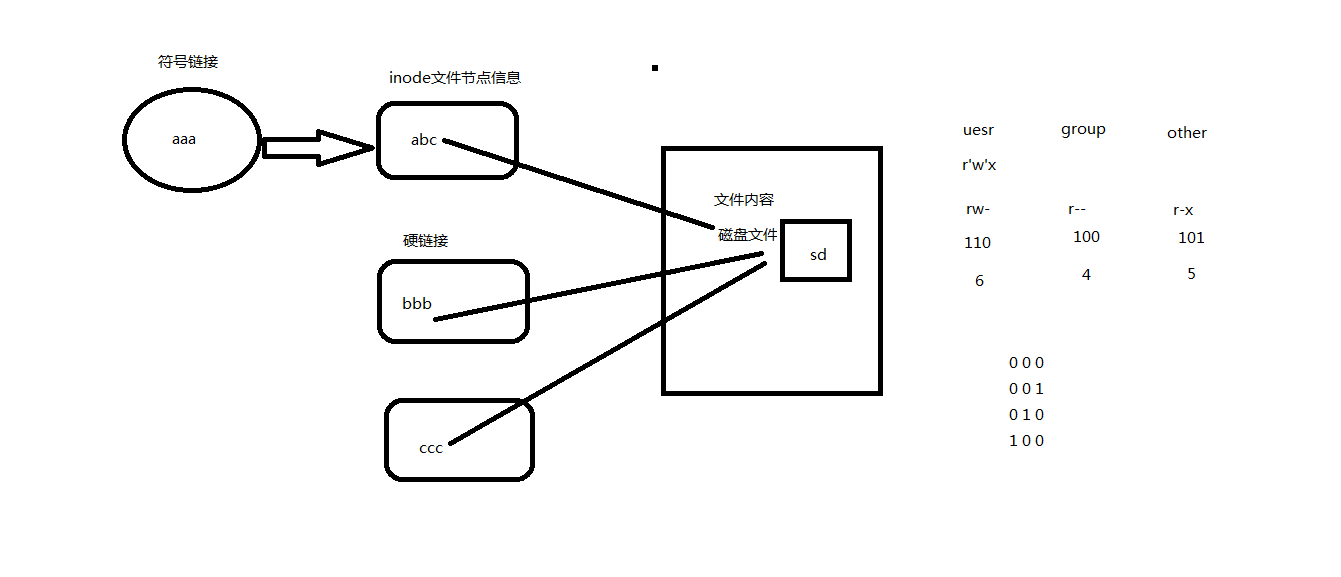 符号链接
aaa
inode文件节点信息
abc
硬链接
bbb
ccc
文件内容
磁盘文件
sd
uesr group other
r'w'x
rw- r-- r-x
110 100 101
6 4 5
0 0 0
0 0 1
0 1 0
1 0 0